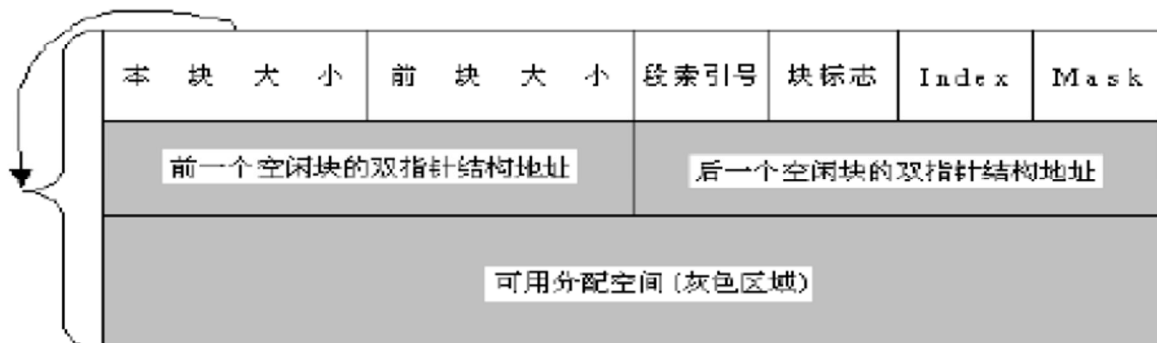 本块大小 前块大小 段索引号 块标志 Index Mask
前一个空闲块的双指针结构地址 后一个空闲块的双指针结构地址
可用分配空间(灰色区域)